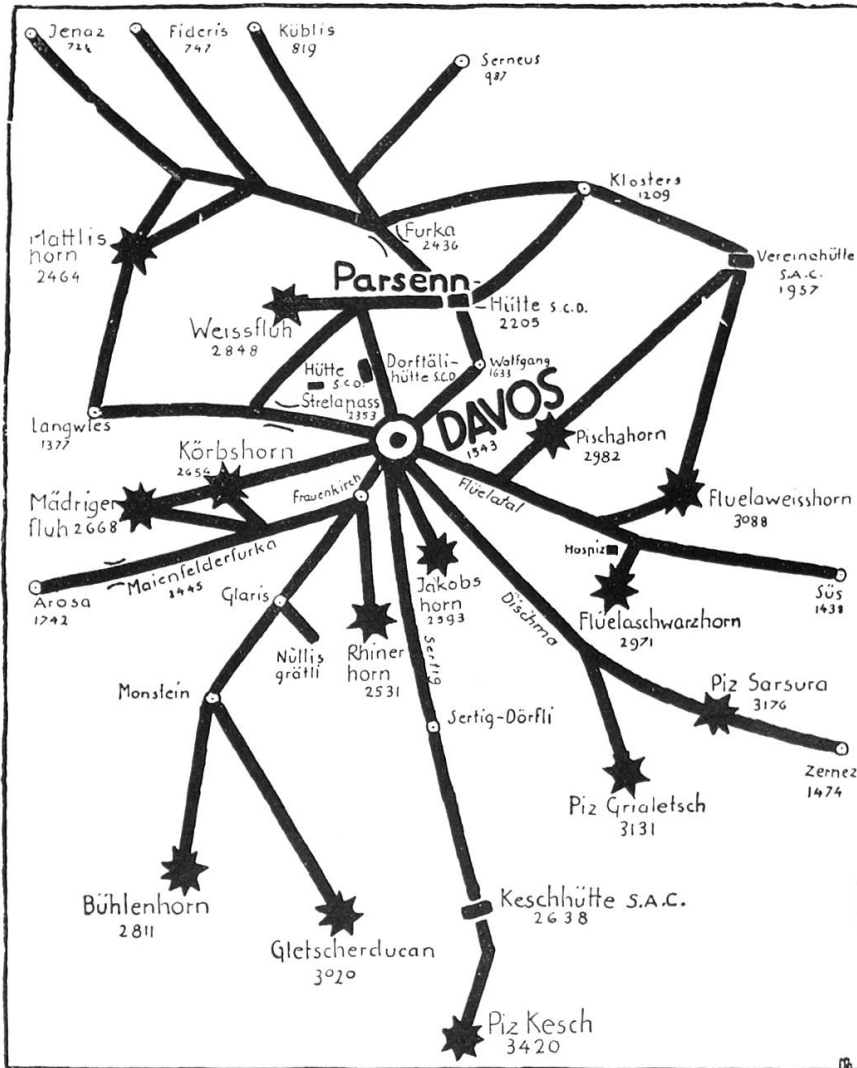 Jenaz
Fideris
747
Küblis
819
Serneus
987
Klosters
1209
Mattlis
horn
2464
Furka
2436
Vereinahütte
S.A.C.
1957
Parsenn-
Hütte S.C.D.
2205
Weissfluh
2848
Hütte
S.C.D.
Dorftäli-
hütte S.C.D.
Wolfgang
1633
Strelapass
2353
DAVOS
1543
Langwies
1377
Pischahorn
2982
Körbshorn
2654
Mädriger
fluh 2668
Frauenkirch
Flüelatal
Flüelaweisshorn
3088
Hospiz
Maienfelderfurka
2445
Arosa
1742
Glaris
Jakobs
horn
2593
Süs
1438
Flüelaschwarzhorn
2971
Dischma
Nüllis
grätli
Rhiner
horn
2531
Sertig
Monstein
Sertig-Dörfli
Piz Sarsura
3176
Zernez
1474
Piz Grialetsch
3131
Bühlenhorn
2811
Gletscherducan
3020
Keschhütte S.A.C.
2638
Piz Kesch
3420